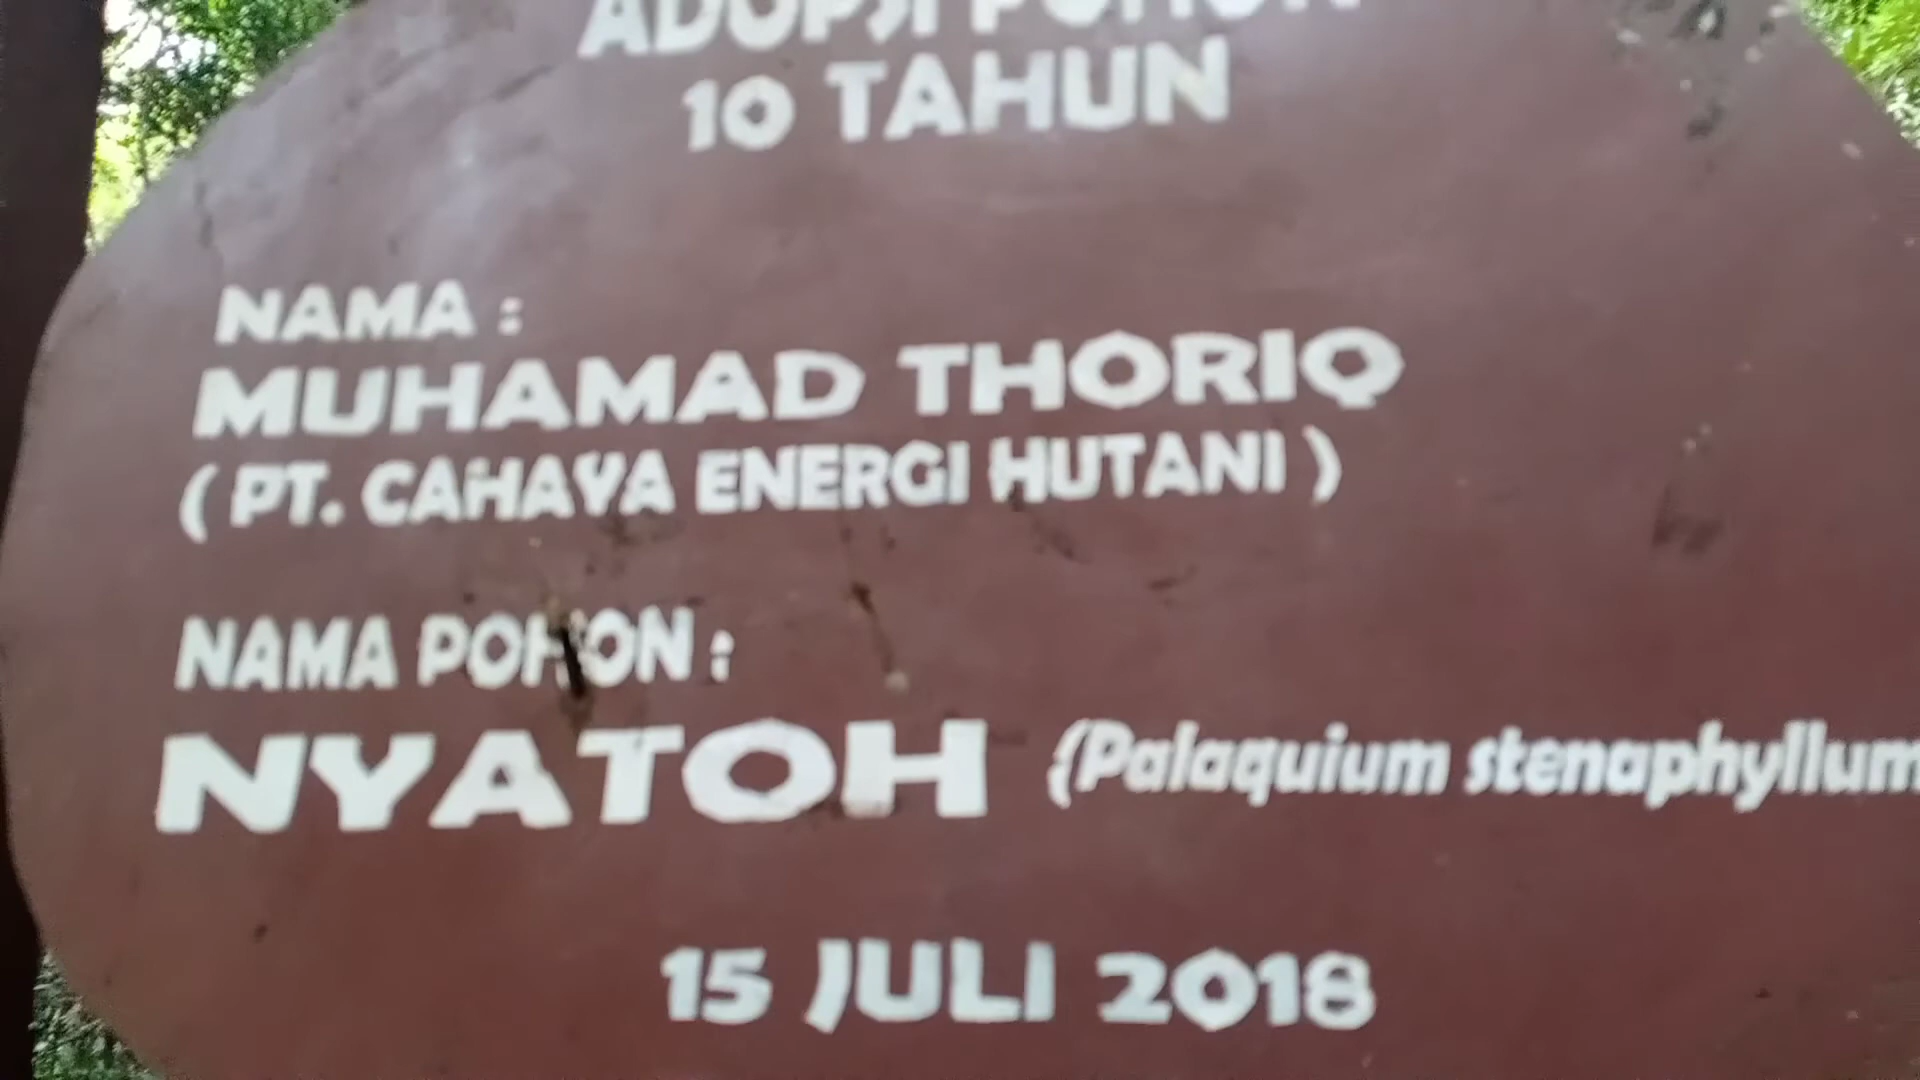 ADOPSI POHON
10 TAHUN
NAMA :
MUHAMAD THORIQ
( PT. CAHAYA ENERGI HUTANI )
NAMA POHON :
NYATOH (Palaquium stenaphyllum
15 JULI 2018